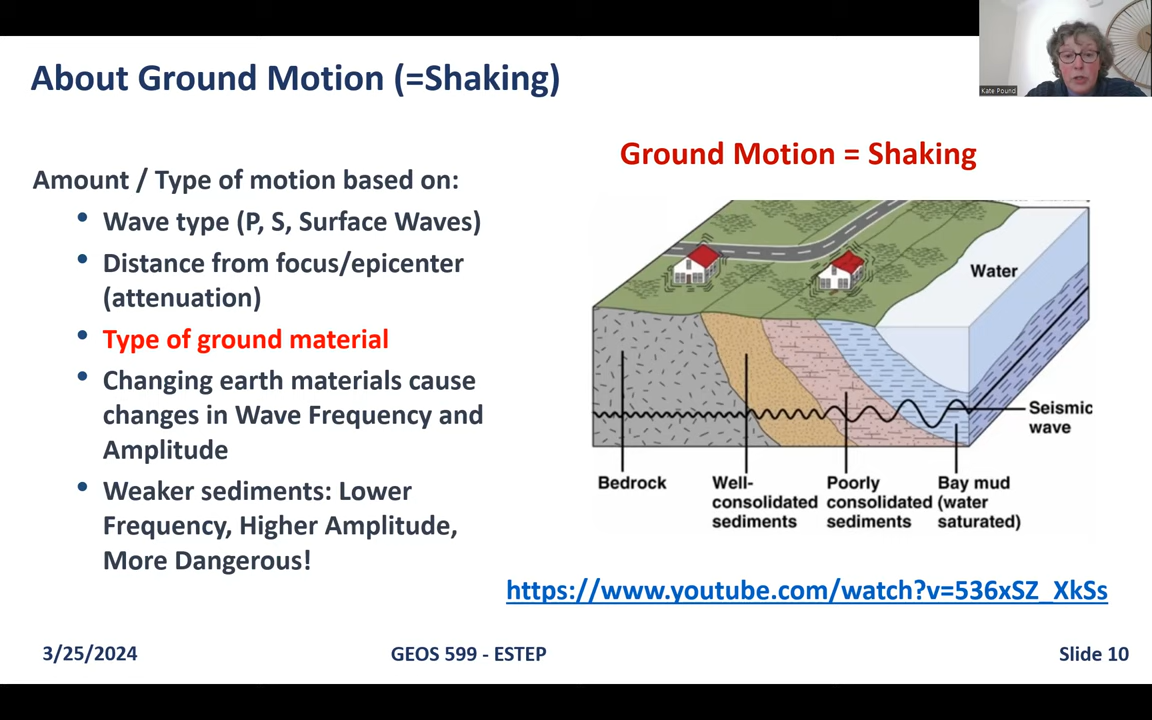 About Ground Motion (=Shaking)
Kate Pound
Ground Motion = Shaking
Amount / Type of motion based on:
• Wave type (P, S, Surface Waves)
• Distance from focus/epicenter
(attenuation)
• Type of ground material
• Changing earth materials cause
changes in Wave Frequency and
Amplitude
• Weaker sediments: Lower
Frequency, Higher Amplitude,
More Dangerous!
Water
Seismic
wave
Bedrock
Well-
consolidated
sediments
Poorly
consolidated
sediments
Bay mud
(water
saturated)
https://www.youtube.com/watch?v=536xSZ_XkSs
3/25/2024
GEOS 599 - ESTEP
Slide 10